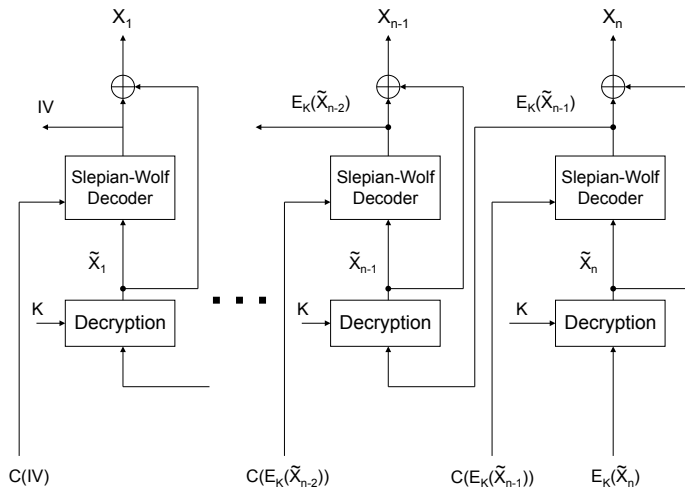 X₁ Xₙ₋₁ Xₙ
IV Eₖ(X̃ₙ₋₂) Eₖ(X̃ₙ₋₁)
Slepian-Wolf Decoder Slepian-Wolf Decoder Slepian-Wolf Decoder
X̃₁ X̃ₙ₋₁ X̃ₙ
K Decryption K Decryption K Decryption
C(IV) C(Eₖ(X̃ₙ₋₂)) C(Eₖ(X̃ₙ₋₁)) Eₖ(X̃ₙ)